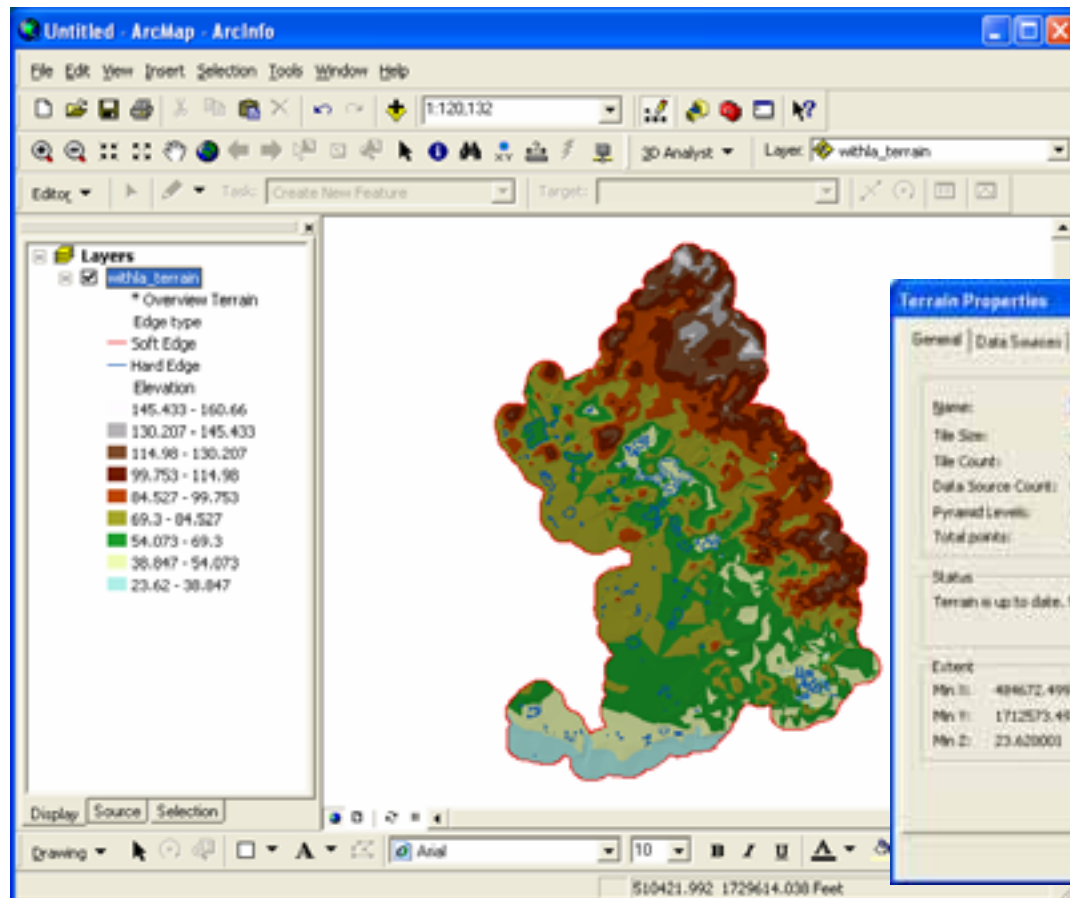 Untitled - ArcMap - ArcInfo
File Edit View Insert Selection Tools Window Help
1:120,132
3D Analyst Layer: withla_terrain
Editor Task: Create New Feature Target:
Layers
withla_terrain
* Overview Terrain
Edge type
Soft Edge
Hard Edge
Elevation
145.433 - 160.66
130.207 - 145.433
114.98 - 130.207
99.753 - 114.98
84.527 - 99.753
69.3 - 84.527
54.073 - 69.3
38.847 - 54.073
23.62 - 38.847
Terrain Properties
General Data Sources
Name:
Tile Size:
Tile Count:
Data Source Count:
Pyramid Levels:
Total points:
Status
Terrain is up to date.
Extent
Min X: 484672.499
Min Y: 1712573.49
Min Z: 23.620001
Display Source Selection
Drawing A Arial 10 B I U A
510421.992 1729614.038 Feet